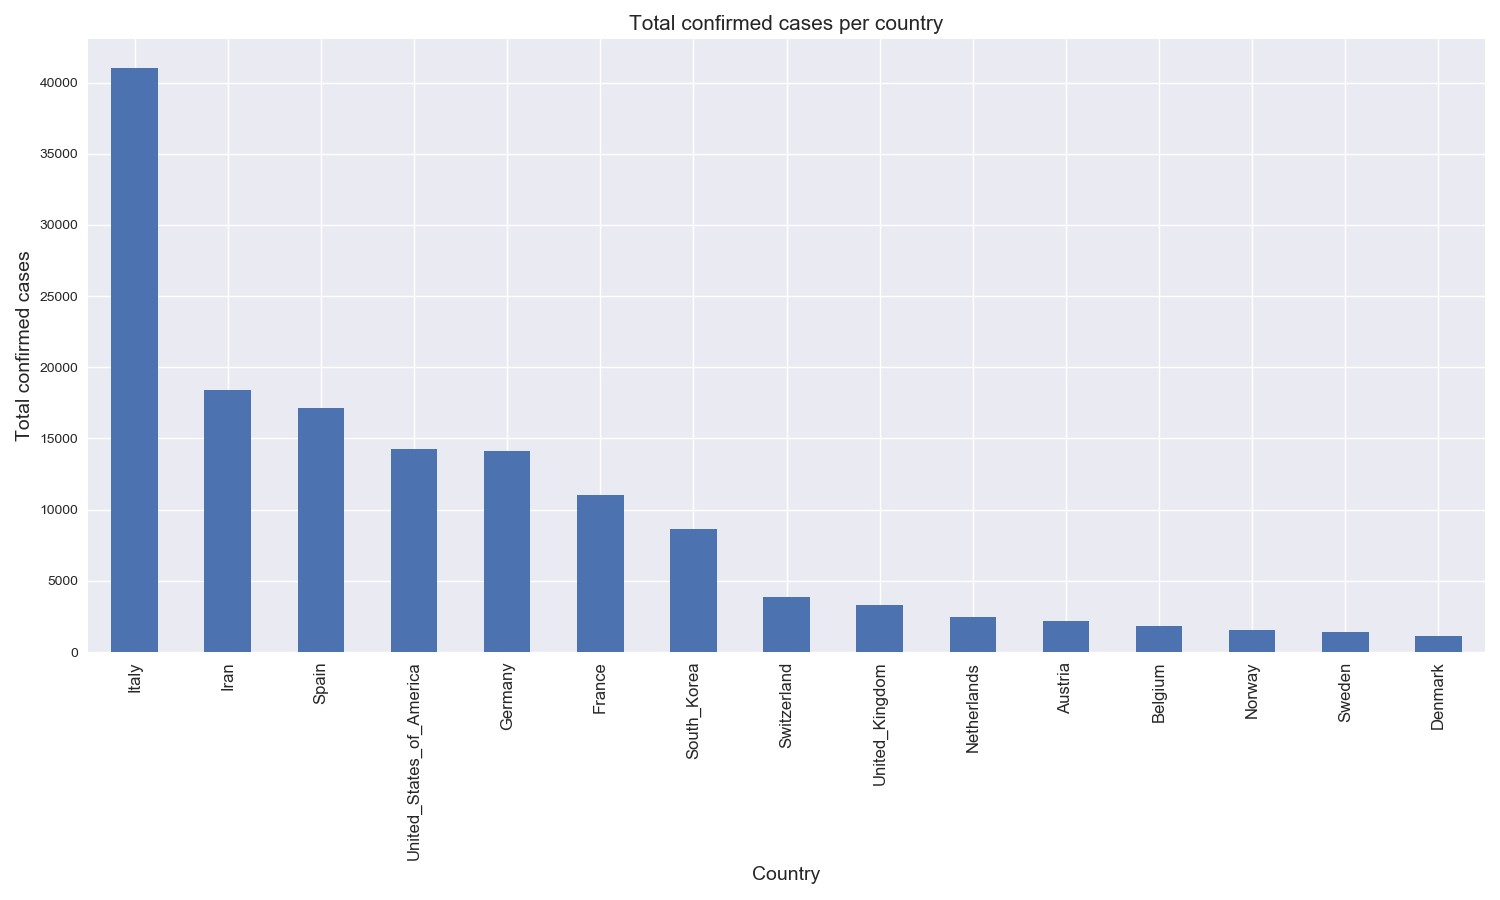 Total confirmed cases per country
Total confirmed cases
40000
35000
30000
25000
20000
15000
10000
5000
0
Italy
Iran
Spain
United_States_of_America
Germany
France
South_Korea
Switzerland
United_Kingdom
Netherlands
Austria
Belgium
Norway
Sweden
Denmark
Country